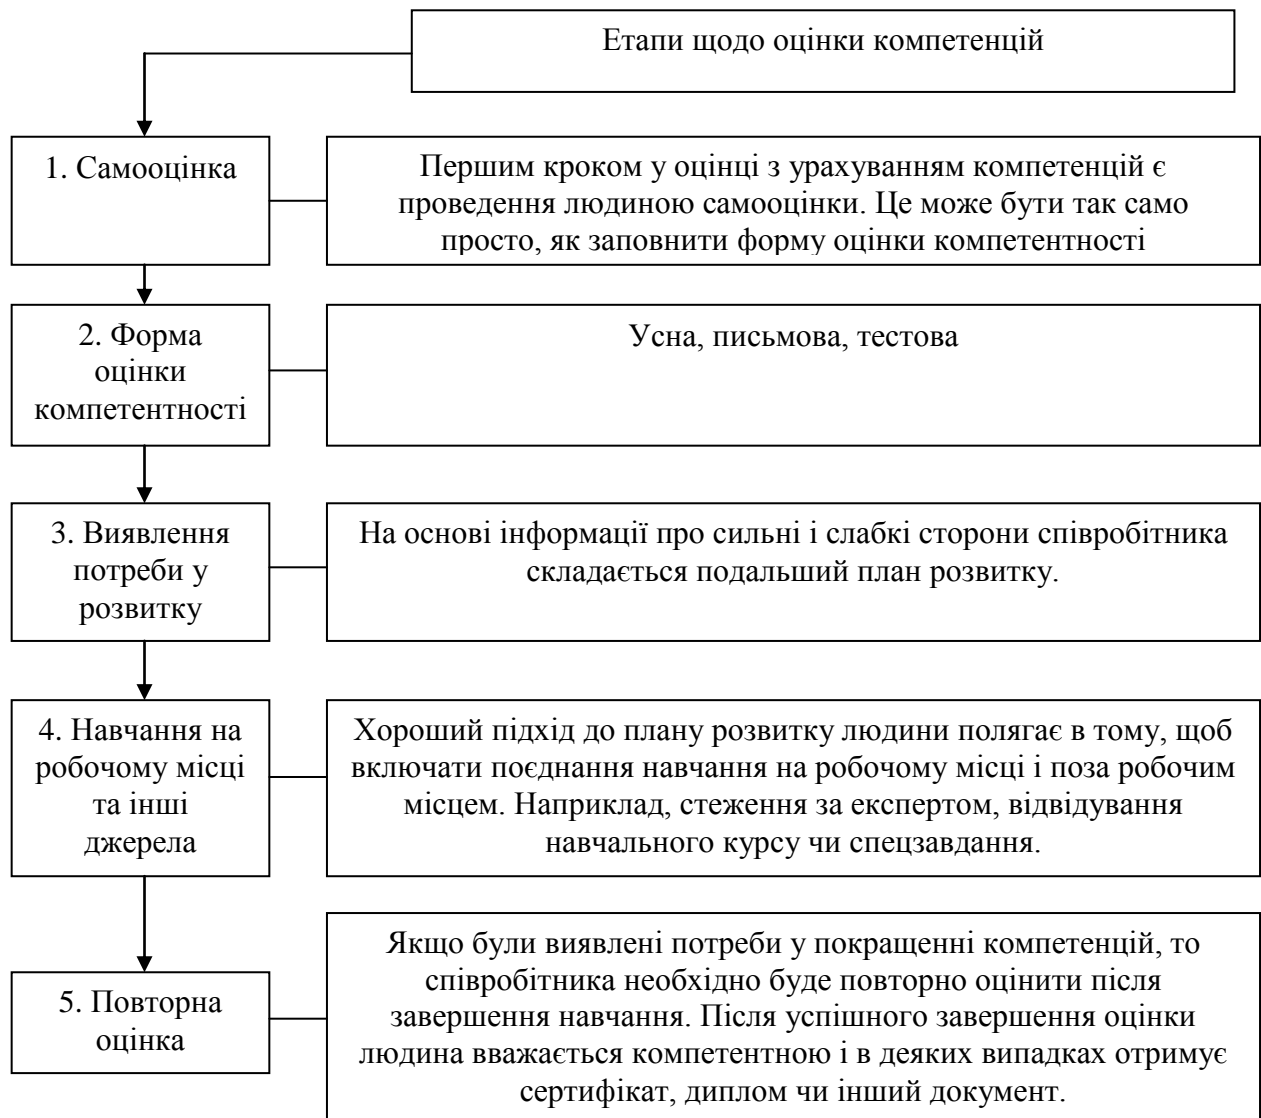 Етапи щодо оцінки компетенцій
1. Самооцінка
Першим кроком у оцінці з урахуванням компетенцій є
проведення людиною самооцінки. Це може бути так само
просто, як заповнити форму оцінки компетентності
2. Форма
оцінки
компетентності
Усна, письмова, тестова
3. Виявлення
потреби у
розвитку
На основі інформації про сильні і слабкі сторони співробітника
складається подальший план розвитку.
4. Навчання на
робочому місці
та інші
джерела
Хороший підхід до плану розвитку людини полягає в тому, щоб
включати поєднання навчання на робочому місці і поза робочим
місцем. Наприклад, стеження за експертом, відвідування
навчального курсу чи спецзавдання.
5. Повторна
оцінка
Якщо були виявлені потреби у покращенні компетенцій, то
співробітника необхідно буде повторно оцінити після
завершення навчання. Після успішного завершення оцінки
людина вважається компетентною і в деяких випадках отримує
сертифікат, диплом чи інший документ.